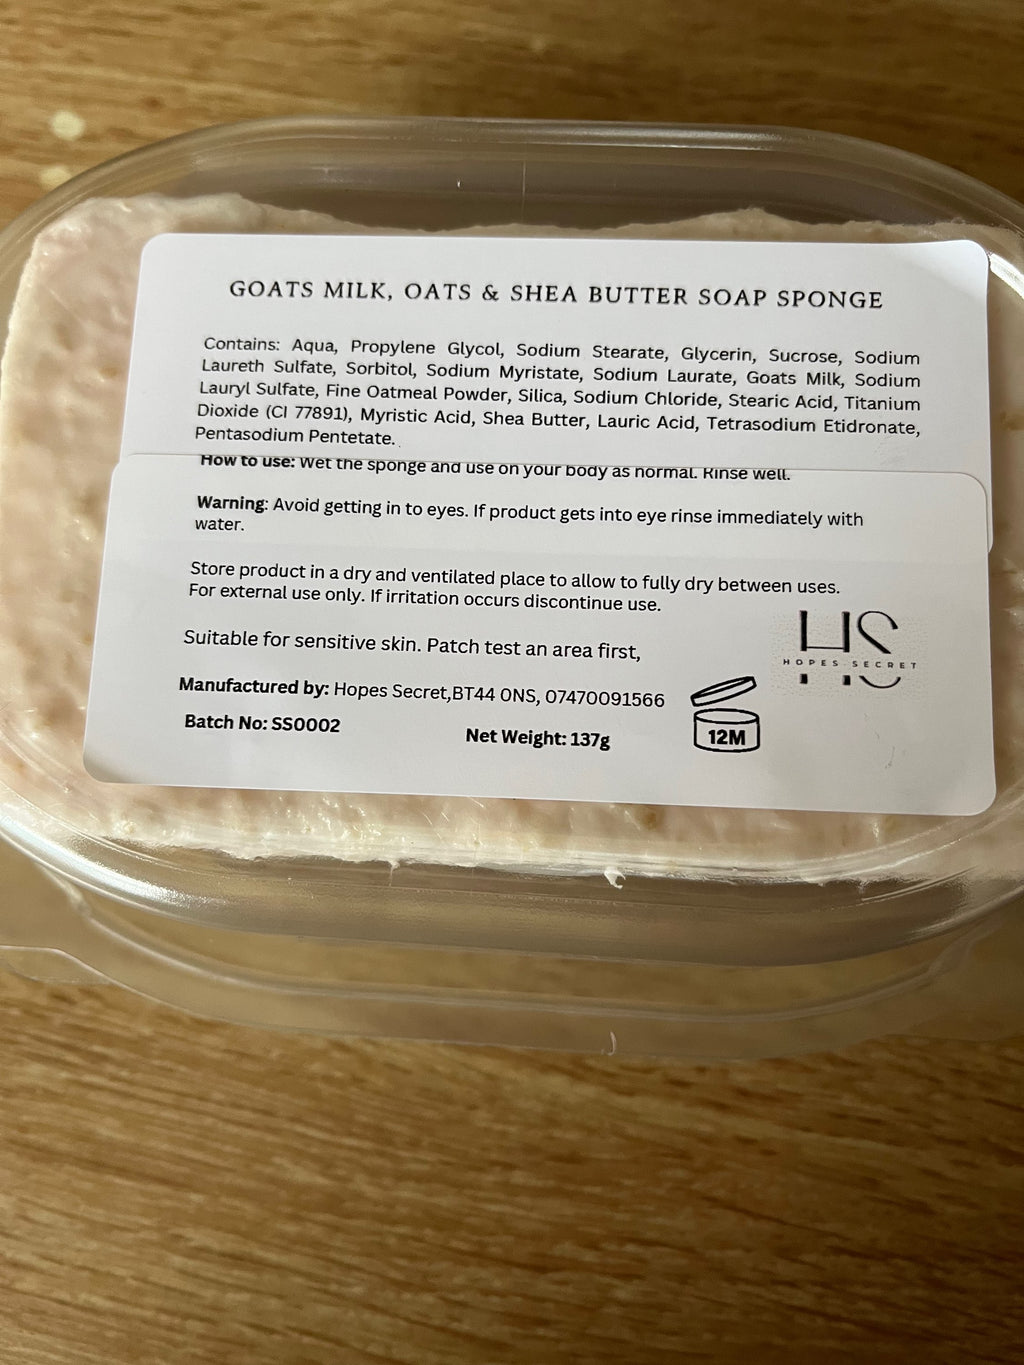 GOATS MILK, OATS & SHEA BUTTER SOAP SPONGE
Contains: Aqua, Propylene Glycol, Sodium Stearate, Glycerin, Sucrose, Sodium
Laureth Sulfate, Sorbitol, Sodium Myristate, Sodium Laurate, Goats Milk, Sodium
Lauryl Sulfate, Fine Oatmeal Powder, Silica, Sodium Chloride, Stearic Acid, Titanium
Dioxide (CI 77891), Myristic Acid, Shea Butter, Lauric Acid, Tetrasodium Etidronate,
Pentasodium Pentetate.
How to use: Wet the sponge and use on your body as normal. Rinse well.
Warning: Avoid getting in to eyes. If product gets into eye rinse immediately with
water.
Store product in a dry and ventilated place to allow to fully dry between uses.
For external use only. If irritation occurs discontinue use.
Suitable for sensitive skin. Patch test an area first,
HS
HOPES SECRET
Manufactured by: Hopes Secret,BT44 0NS, 07470091566
Batch No: SS0002
Net Weight: 137g
12M